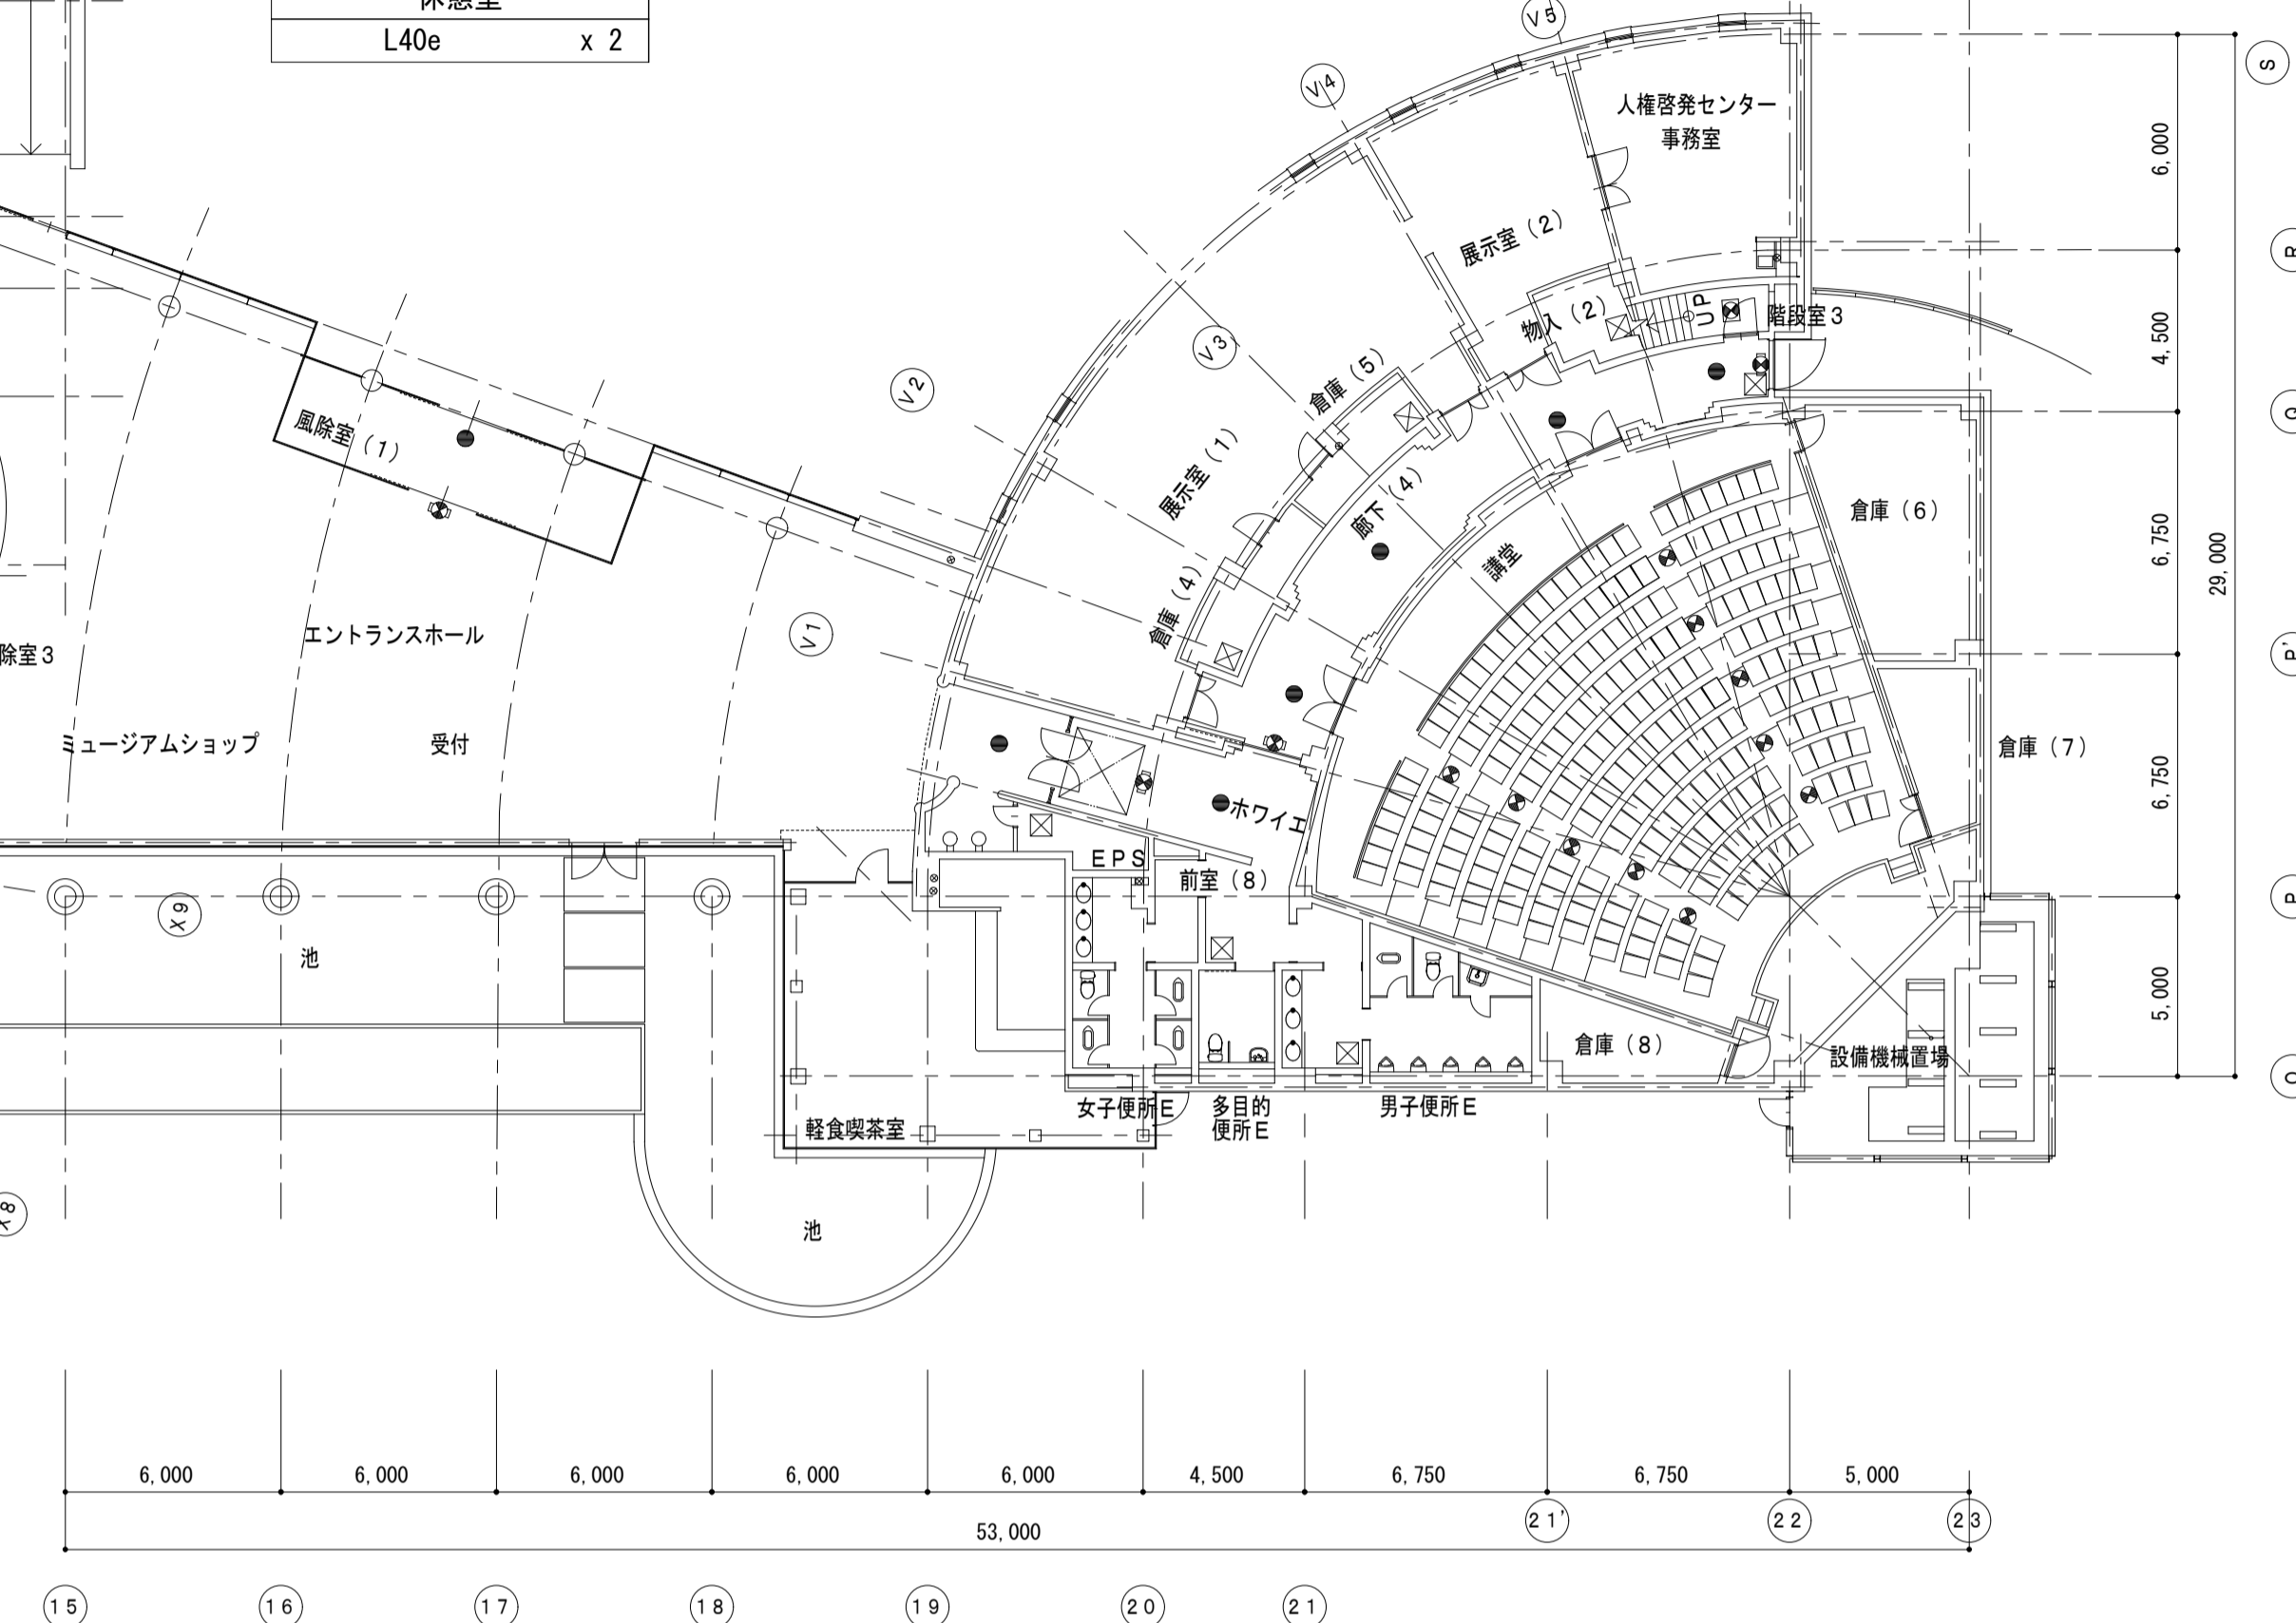 L40e x 2
V5
S
V4
人権啓発センター
事務室
6,000
R
展示室（2）
UP
物入（2）
階段室3
V3
4,500
倉庫（5）
V2
Q
風除室（1）
展示室（1）
廊下（4）
倉庫（6）
6,750
29,000
講堂
倉庫（4）
エントランスホール
V1
除室3
P'
ミュージアムショップ
受付
倉庫（7）
6,750
ホワイエ
EPS
前室（8）
P
X9
池
5,000
倉庫（8）
設備機械置場
O
女子便所E
多目的
便所E
男子便所E
軽食喫茶室
X8
池
6,000
6,000
6,000
6,000
6,000
4,500
6,750
6,750
5,000
53,000
21'
22
23
15
16
17
18
19
20
21